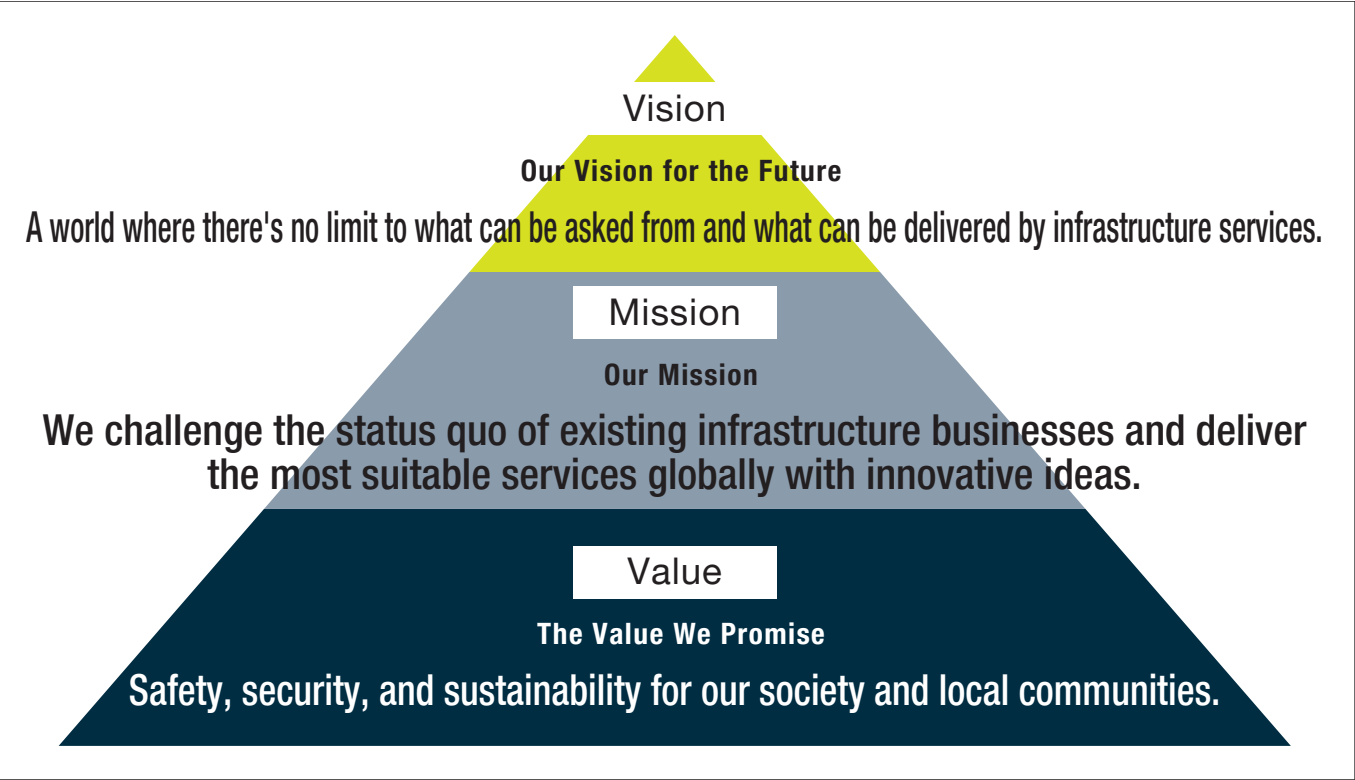 Vision
Our Vision for the Future
A world where there's no limit to what can be asked from and what can be delivered by infrastructure services.
Mission
Our Mission
We challenge the status quo of existing infrastructure businesses and deliver
the most suitable services globally with innovative ideas.
Value
The Value We Promise
Safety, security, and sustainability for our society and local communities.